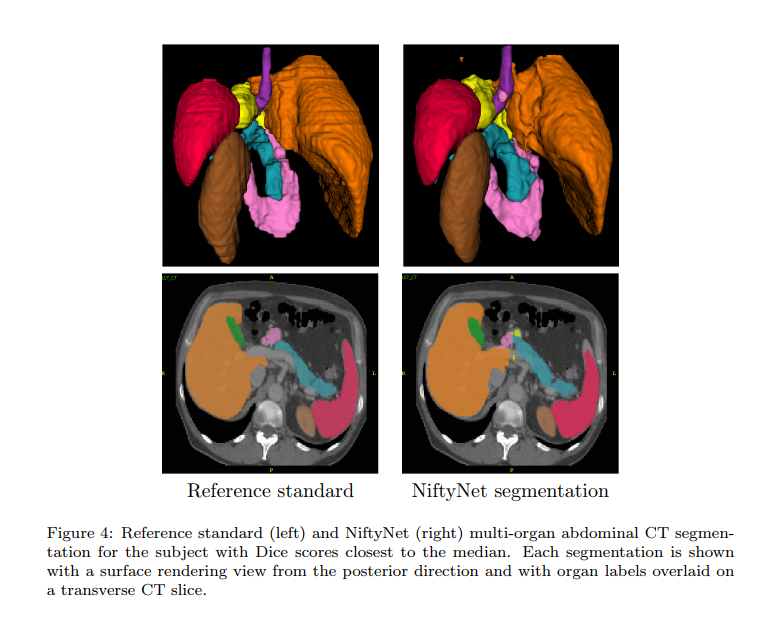 A
A
R
L
R
L
P
P
Reference standard
NiftyNet segmentation
Figure 4: Reference standard (left) and NiftyNet (right) multi-organ abdominal CT segmen-
tation for the subject with Dice scores closest to the median. Each segmentation is shown
with a surface rendering view from the posterior direction and with organ labels overlaid on
a transverse CT slice.